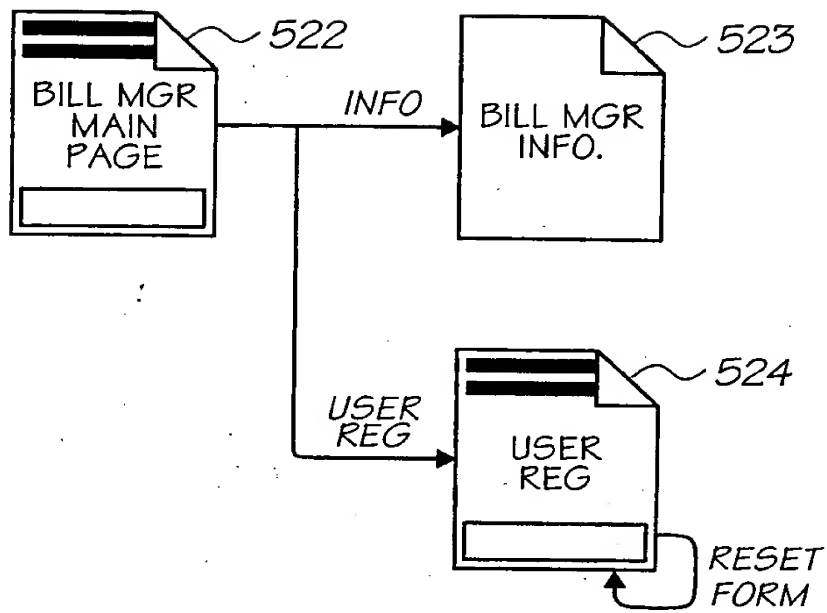 522
BILL MGR
MAIN
PAGE
INFO
523
BILL MGR
INFO.
USER
REG
524
USER
REG
RESET
FORM